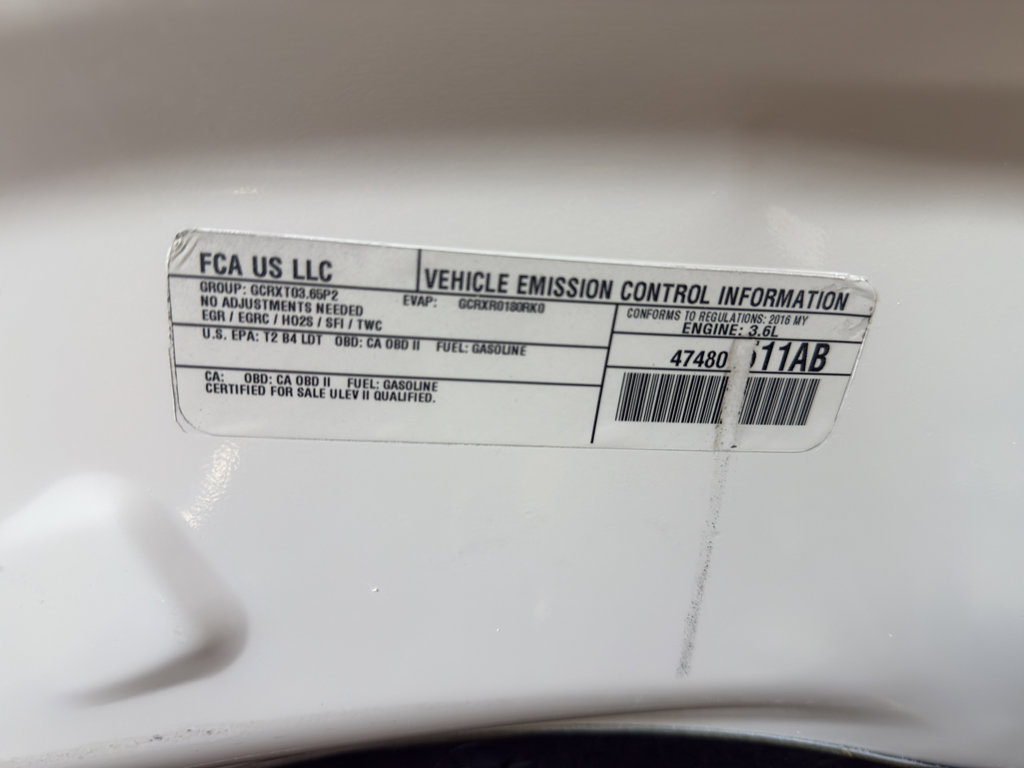 FCA US LLC
VEHICLE EMISSION CONTROL INFORMATION
GROUP: GCRXT03.65P2 EVAP: GCRXR0180RK0
NO ADJUSTMENTS NEEDED
EGR / EGRC / HO2S / SFI / TWC
U.S. EPA: T2 B4 LDT OBD: CA OBD II FUEL: GASOLINE
CA: OBD: CA OBD II FUEL: GASOLINE
CERTIFIED FOR SALE ULEV II QUALIFIED.
CONFORMS TO REGULATIONS: 2016 MY
ENGINE: 3.6L